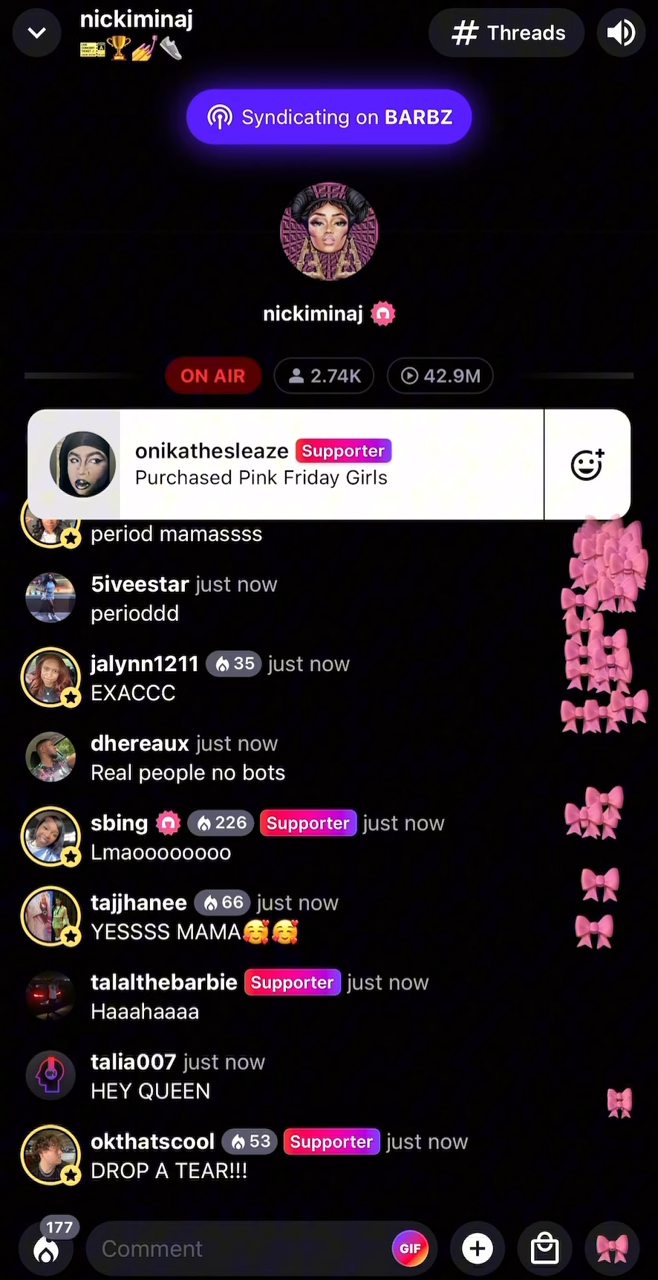 nickiminaj
🎫🏆💅👟
# Threads
Syndicating on BARBZ
nickiminaj
ON AIR 2.74K 42.9M
onikathesleaze Supporter
Purchased Pink Friday Girls
period mamassss
5iveestar just now
perioddd
jalynn1211 35 just now
EXACCC
dhereaux just now
Real people no bots
sbing 226 Supporter just now
Lmaoooooooo
tajjhanee 66 just now
YESSSS MAMA🥰🥰
talalthebarbie Supporter just now
Haaahaaaa
talia007 just now
HEY QUEEN
okthatscool 53 Supporter just now
DROP A TEAR!!!
177
Comment GIF